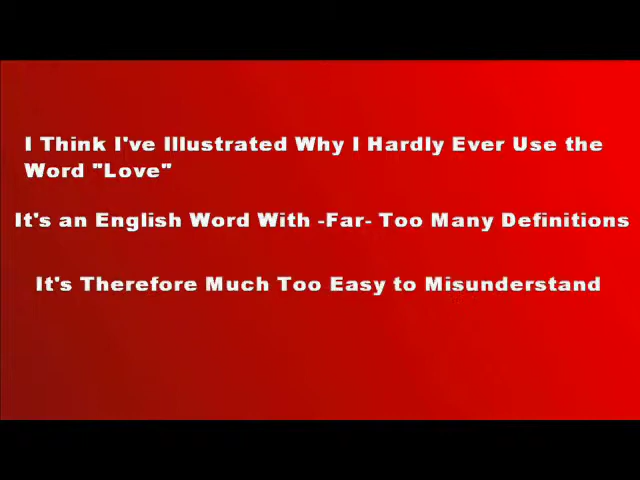 I Think I've Illustrated Why I Hardly Ever Use the
Word "Love"
It's an English Word With -Far- Too Many Definitions
It's Therefore Much Too Easy to Misunderstand